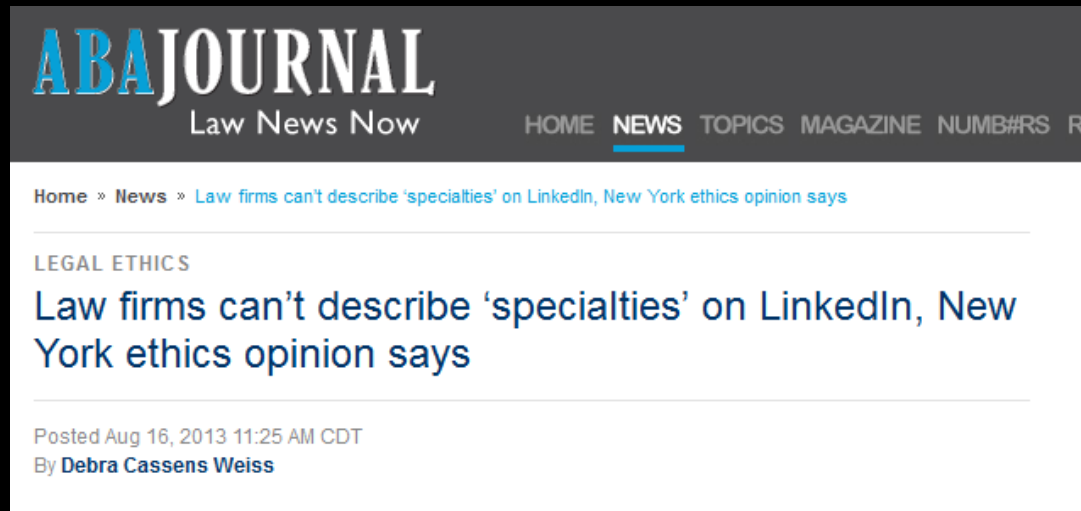 ABAJOURNAL
Law News Now
HOME NEWS TOPICS MAGAZINE NUMB#RS
Home » News » Law firms can't describe 'specialties' on LinkedIn, New York ethics opinion says
LEGAL ETHICS
Law firms can't describe 'specialties' on LinkedIn, New
York ethics opinion says
Posted Aug 16, 2013 11:25 AM CDT
By Debra Cassens Weiss